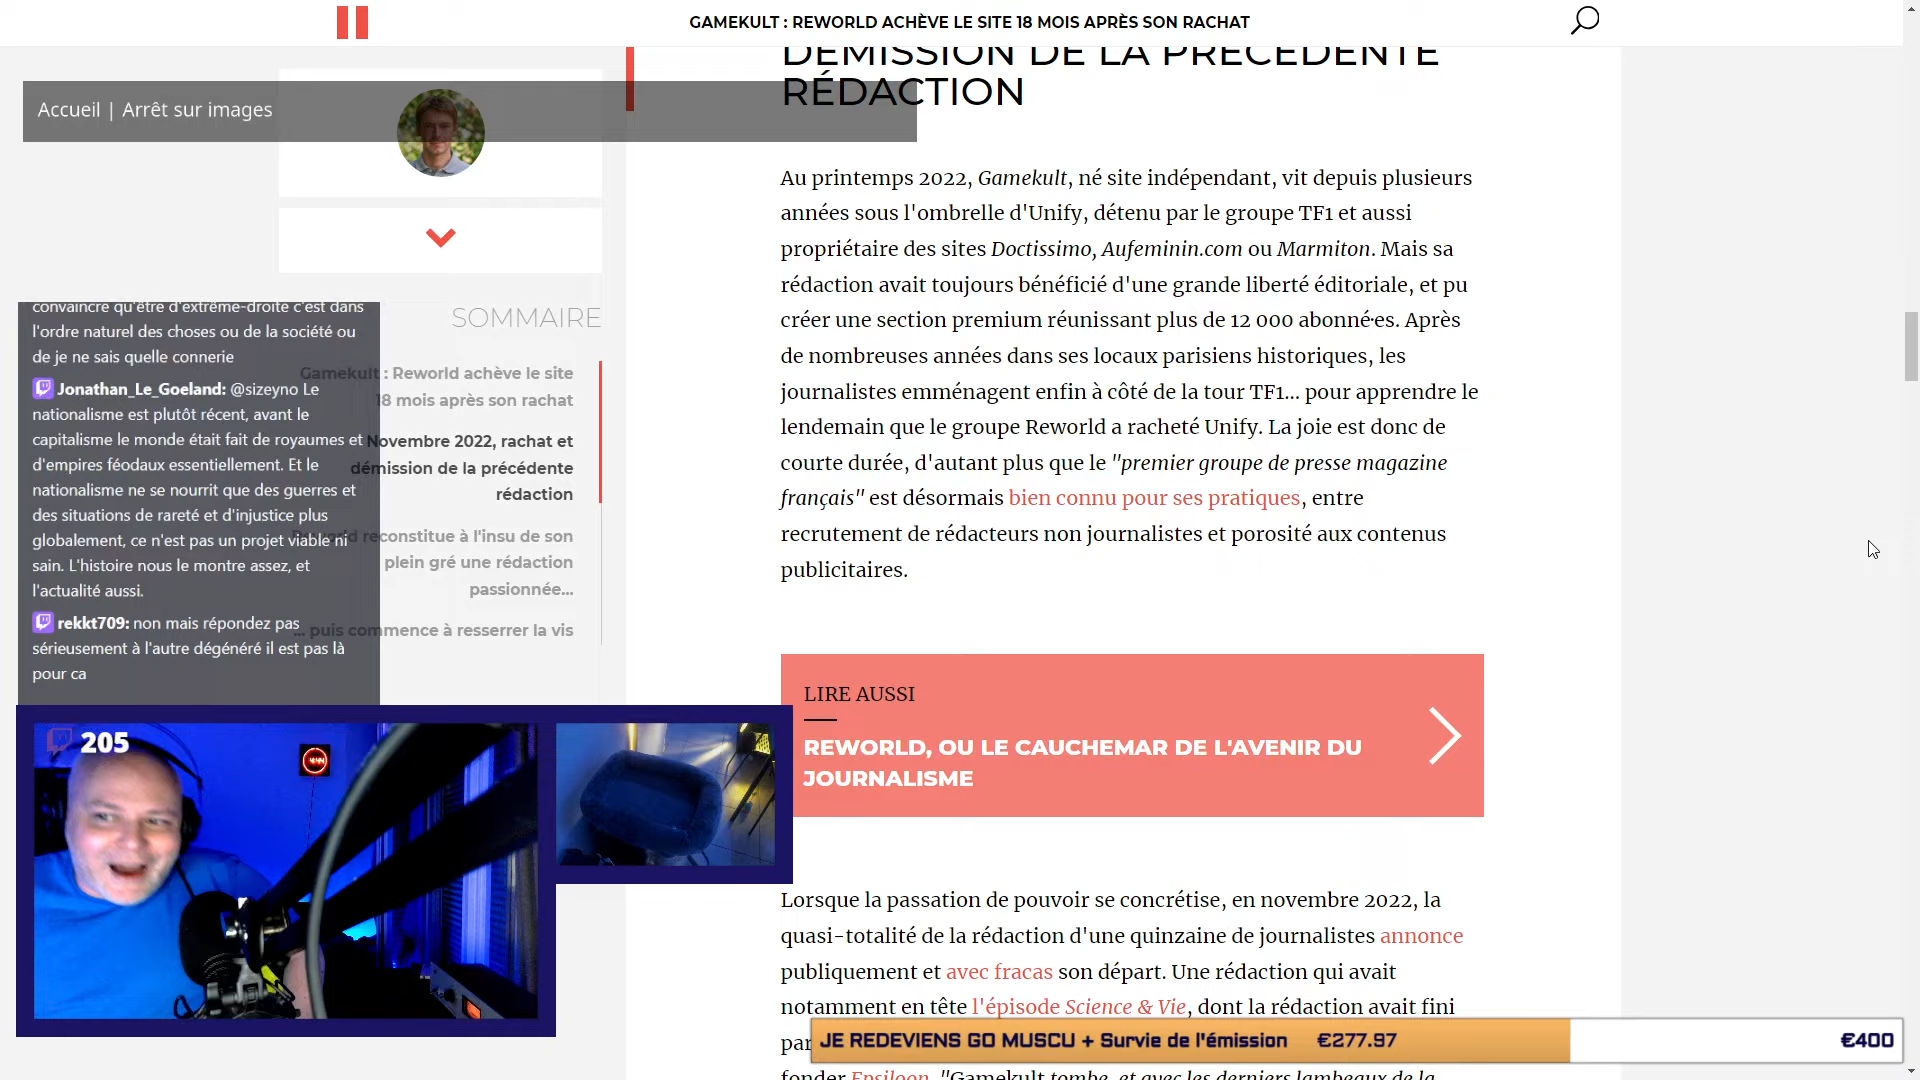 GAMEKULT : REWORLD ACHÈVE LE SITE 18 MOIS APRÈS SON RACHAT
DÉMISSION DE LA PRÉCÉDENTE
RÉDACTION
Accueil | Arrêt sur images
SOMMAIRE
Gamekult : Reworld achève le site
18 mois après son rachat
Novembre 2022, rachat et
démission de la précédente
rédaction
reconstitue à l'insu de son
plein gré une rédaction
passionnée...
... puis commence à resserrer la vis
convaincre qu'être d'extrême-droite c'est dans
l'ordre naturel des choses ou de la société ou
de je ne sais quelle connerie
Jonathan_Le_Goeland: @sizeyno Le
nationalisme est plutôt récent, avant le
capitalisme le monde était fait de royaumes et
d'empires féodaux essentiellement. Et le
nationalisme ne se nourrit que des guerres et
des situations de rareté et d'injustice plus
globalement, ce n'est pas un projet viable ni
sain. L'histoire nous le montre assez, et
l'actualité aussi.
rekkt709: non mais répondez pas
sérieusement à l'autre dégénéré il est pas là
pour ca
205
Au printemps 2022, Gamekult, né site indépendant, vit depuis plusieurs
années sous l'ombrelle d'Unify, détenu par le groupe TF1 et aussi
propriétaire des sites Doctissimo, Aufeminin.com ou Marmiton. Mais sa
rédaction avait toujours bénéficié d'une grande liberté éditoriale, et pu
créer une section premium réunissant plus de 12 000 abonné·es. Après
de nombreuses années dans ses locaux parisiens historiques, les
journalistes emménagent enfin à côté de la tour TF1... pour apprendre le
lendemain que le groupe Reworld a racheté Unify. La joie est donc de
courte durée, d'autant plus que le "premier groupe de presse magazine
français" est désormais bien connu pour ses pratiques, entre
recrutement de rédacteurs non journalistes et porosité aux contenus
publicitaires.
LIRE AUSSI
REWORLD, OU LE CAUCHEMAR DE L'AVENIR DU
JOURNALISME
Lorsque la passation de pouvoir se concrétise, en novembre 2022, la
quasi-totalité de la rédaction d'une quinzaine de journalistes annonce
publiquement et avec fracas son départ. Une rédaction qui avait
notamment en tête l'épisode Science & Vie, dont la rédaction avait fini
par
fonder Epsiloon. "Gamekult tombe, et avec les derniers lambeaux de la
JE REDEVIENS GO MUSCU + Survie de l'émission €277.97 €400